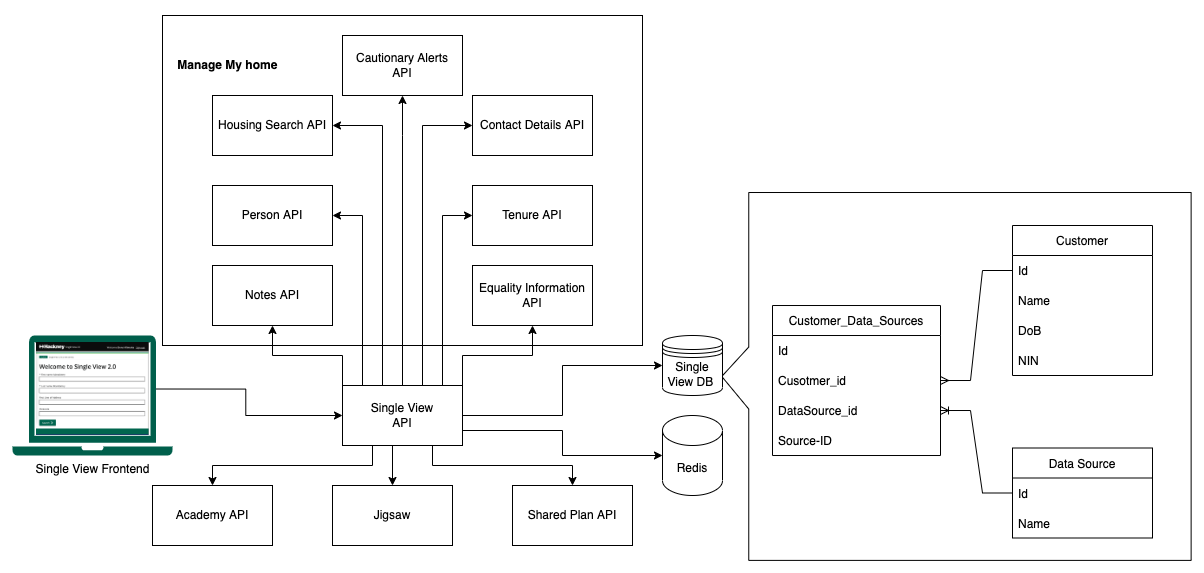 Manage My home
Cautionary Alerts
API
Housing Search API
Contact Details API
Person API
Tenure API
Notes API
Equality Information
API
Hackney
Welcome to Single View 2.0
Single View Frontend
Single View
API
Single
View DB
Redis
Academy API
Jigsaw
Shared Plan API
Customer_Data_Sources
Id
Cusotmer_id
DataSource_id
Source-ID
Customer
Id
Name
DoB
NIN
Data Source
Id
Name